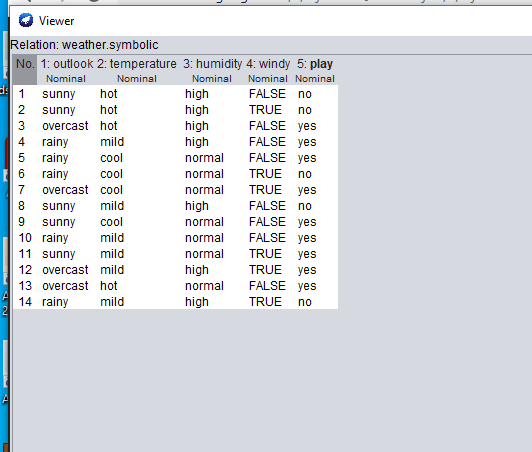 Viewer
Relation: weather.symbolic
No. 1: outlook 2: temperature 3: humidity 4: windy 5: play
Nominal Nominal Nominal Nominal Nominal
1 sunny hot high FALSE no
2 sunny hot high TRUE no
3 overcast hot high FALSE yes
4 rainy mild high FALSE yes
5 rainy cool normal FALSE yes
6 rainy cool normal TRUE no
7 overcast cool normal TRUE yes
8 sunny mild high FALSE no
9 sunny cool normal FALSE yes
10 rainy mild normal FALSE yes
11 sunny mild normal TRUE yes
12 overcast mild high TRUE yes
13 overcast hot normal FALSE yes
14 rainy mild high TRUE no